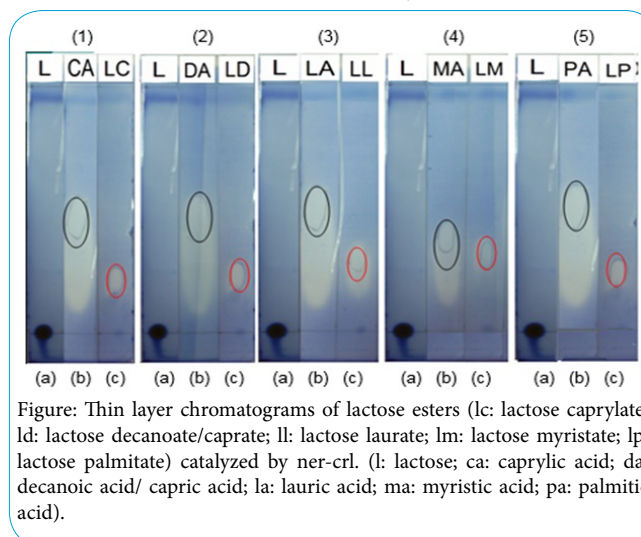 (1) (2) (3) (4) (5)
L CA LC L DA LD L LA LL L MA LM L PA LP
(a) (b) (c) (a) (b) (c) (a) (b) (c) (a) (b) (c) (a) (b) (c)
Figure: Thin layer chromatograms of lactose esters (lc: lactose caprylate
ld: lactose decanoate/caprate; ll: lactose laurate; lm: lactose myristate; lp
lactose palmitate) catalyzed by ner-crl. (l: lactose; ca: caprylic acid; da
decanoic acid/ capric acid; la: lauric acid; ma: myristic acid; pa: palmitic
acid).